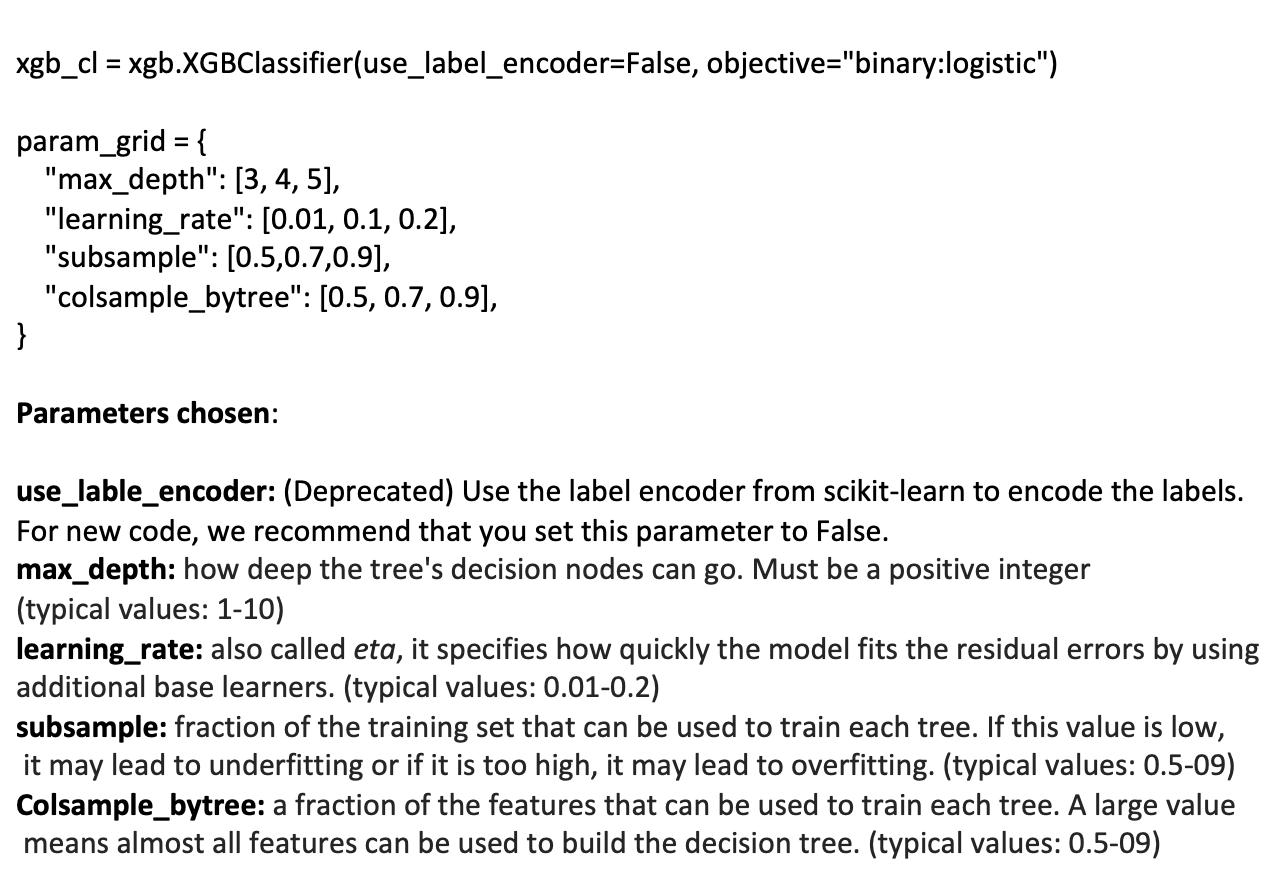 xgb_cl = xgb.XGBClassifier(use_label_encoder=False, objective="binary:logistic")
param_grid = {
"max_depth": [3, 4, 5],
"learning_rate": [0.01, 0.1, 0.2],
"subsample": [0.5,0.7,0.9],
"colsample_bytree": [0.5, 0.7, 0.9],
}
Parameters chosen:
use_lable_encoder: (Deprecated) Use the label encoder from scikit-learn to encode the labels.
For new code, we recommend that you set this parameter to False.
max_depth: how deep the tree's decision nodes can go. Must be a positive integer
(typical values: 1-10)
learning_rate: also called eta, it specifies how quickly the model fits the residual errors by using
additional base learners. (typical values: 0.01-0.2)
subsample: fraction of the training set that can be used to train each tree. If this value is low,
it may lead to underfitting or if it is too high, it may lead to overfitting. (typical values: 0.5-09)
Colsample_bytree: a fraction of the features that can be used to train each tree. A large value
means almost all features can be used to build the decision tree. (typical values: 0.5-09)